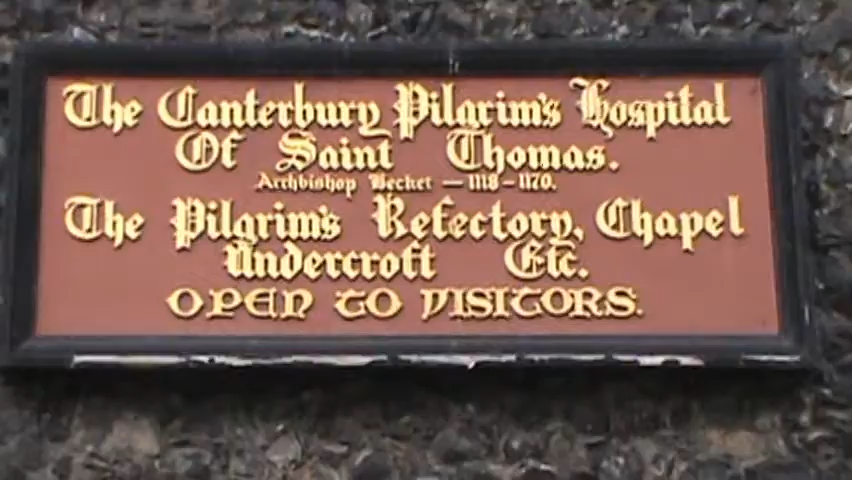 The Canterbury Pilgrim's Hospital
Of Saint Thomas.
Archbishop Becket — 1118 – 1170.
The Pilgrim's Refectory, Chapel
Undercroft Etc.
OPEN TO VISITORS.